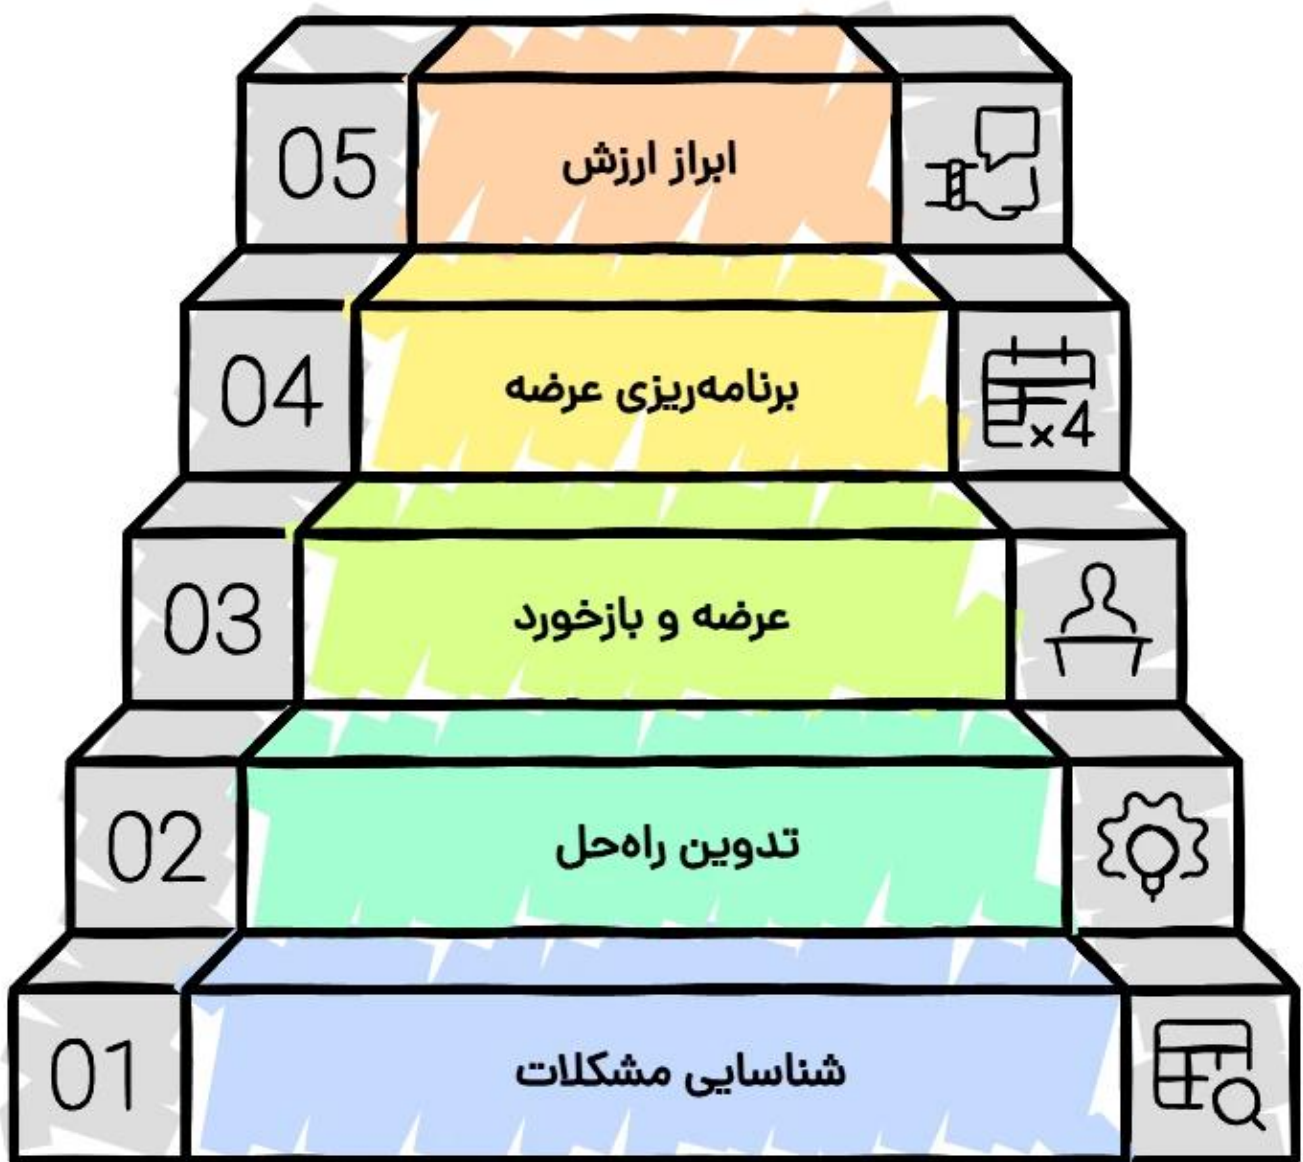 05
ابراز ارزش
04
برنامه‌ریزی عرضه
×4
03
عرضه و بازخورد
02
تدوین راه‌حل
01
شناسایی مشکلات